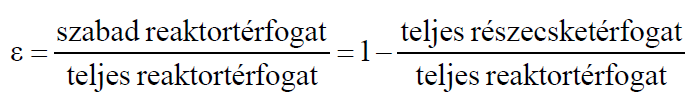 ε = szabad reaktortérfogat / teljes reaktortérfogat = 1 − teljes részecsketérfogat / teljes reaktortérfogat